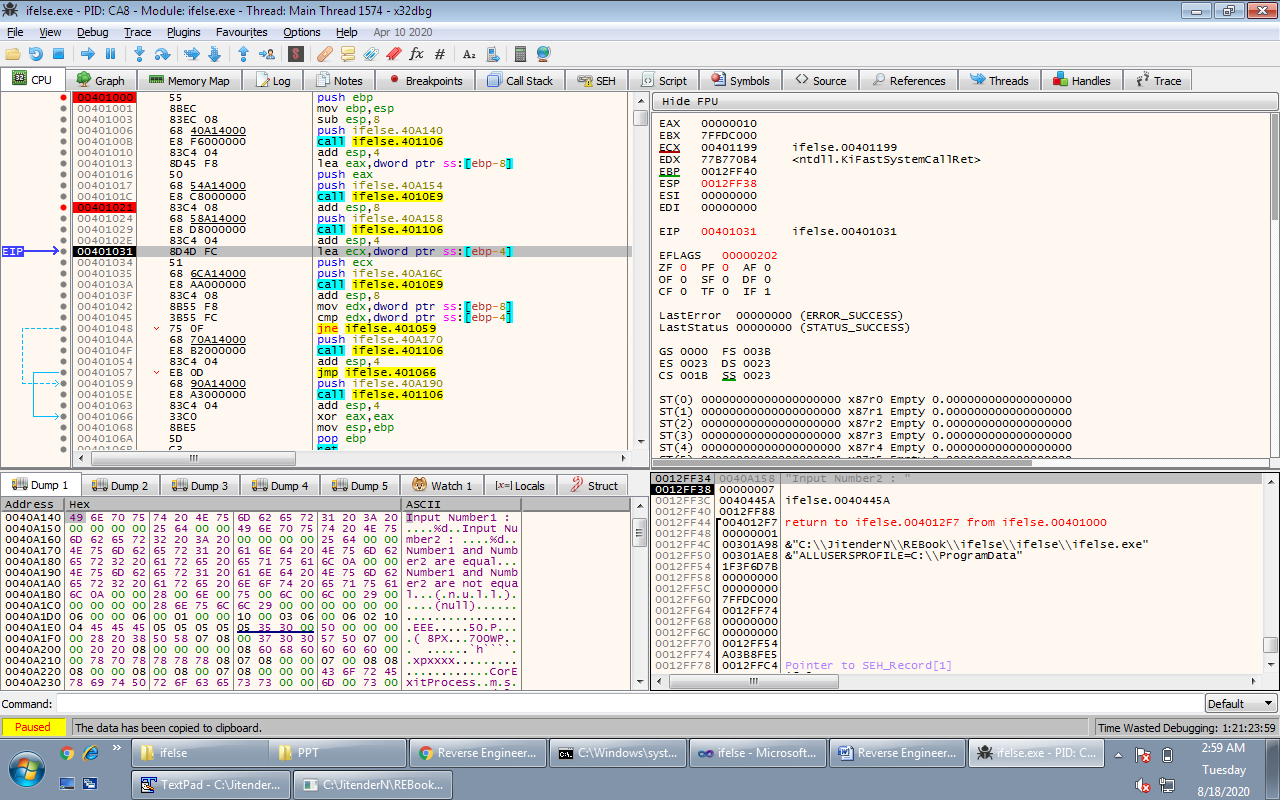 ifelse.exe - PID: CA8 - Module: ifelse.exe - Thread: Main Thread 1574 - x32dbg
File View Debug Trace Plugins Favourites Options Help Apr 10 2020
CPU Graph Memory Map Log Notes Breakpoints Call Stack SEH Script Symbols Source References Threads Handles Trace
00401000 55 push ebp
00401001 8BEC mov ebp,esp
00401003 83EC 08 sub esp,8
00401006 68 40A14000 push ifelse.40A140
0040100B E8 F6000000 call ifelse.401106
00401010 83C4 04 add esp,4
00401013 8D45 F8 lea eax,dword ptr ss:[ebp-8]
00401016 50 push eax
00401017 68 54A14000 push ifelse.40A154
0040101C E8 C8000000 call ifelse.4010E9
00401021 83C4 08 add esp,8
00401024 68 58A14000 push ifelse.40A158
00401029 E8 D8000000 call ifelse.401106
0040102E 83C4 04 add esp,4
EIP 00401031 8D4D FC lea ecx,dword ptr ss:[ebp-4]
00401034 51 push ecx
00401035 68 6CA14000 push ifelse.40A16C
0040103A E8 AA000000 call ifelse.4010E9
0040103F 83C4 08 add esp,8
00401042 8B55 F8 mov edx,dword ptr ss:[ebp-8]
00401045 3B55 FC cmp edx,dword ptr ss:[ebp-4]
00401048 75 0F jne ifelse.401059
0040104A 68 70A14000 push ifelse.40A170
0040104F E8 B2000000 call ifelse.401106
00401054 83C4 04 add esp,4
00401057 EB 0D jmp ifelse.401066
00401059 68 90A14000 push ifelse.40A190
0040105E E8 A3000000 call ifelse.401106
00401063 83C4 04 add esp,4
00401066 33C0 xor eax,eax
00401068 8BE5 mov esp,ebp
0040106A 5D pop ebp
0040106B C3 ret
Hide FPU
EAX 00000010
EBX 7FFDC000
ECX 00401199 ifelse.00401199
EDX 77B770B4 <ntdll.KiFastSystemCallRet>
EBP 0012FF40
ESP 0012FF38
ESI 00000000
EDI 00000000
EIP 00401031 ifelse.00401031
EFLAGS 00000202
ZF 0 PF 0 AF 0
OF 0 SF 0 DF 0
CF 0 TF 0 IF 1
LastError 00000000 (ERROR_SUCCESS)
LastStatus 00000000 (STATUS_SUCCESS)
GS 0000 FS 003B
ES 0023 DS 0023
CS 001B SS 0023
ST(0) 00000000000000000000 x87r0 Empty 0.000000000000000000
ST(1) 00000000000000000000 x87r1 Empty 0.000000000000000000
ST(2) 00000000000000000000 x87r2 Empty 0.000000000000000000
ST(3) 00000000000000000000 x87r3 Empty 0.000000000000000000
ST(4) 00000000000000000000 x87r4 Empty 0.000000000000000000
Dump 1 Dump 2 Dump 3 Dump 4 Dump 5 Watch 1 [x=] Locals Struct
Address Hex ASCII
0040A140 49 6E 70 75 74 20 4E 75 6D 62 65 72 31 20 3A 20 Input Number1 : 
0040A150 00 00 00 00 25 64 00 00 49 6E 70 75 74 20 4E 75 ....%d..Input Nu
0040A160 6D 62 65 72 32 20 3A 20 00 00 00 00 25 64 00 00 mber2 : ....%d..
0040A170 4E 75 6D 62 65 72 31 20 61 6E 64 20 4E 75 6D 62 Number1 and Numb
0040A180 65 72 32 20 61 72 65 20 65 71 75 61 6C 0A 00 00 er2 are equal...
0040A190 4E 75 6D 62 65 72 31 20 61 6E 64 20 4E 75 6D 62 Number1 and Numb
0040A1A0 65 72 32 20 61 72 65 20 6E 6F 74 20 65 71 75 61 er2 are not equa
0040A1B0 6C 0A 00 00 28 00 6E 00 75 00 6C 00 6C 00 29 00 l...(.n.u.l.l.).
0040A1C0 00 00 00 00 28 6E 75 6C 6C 29 00 00 00 00 00 00 ....(null)......
0040A1D0 06 00 00 06 00 01 00 00 10 00 03 06 00 06 02 10 ................
0040A1E0 04 45 45 45 05 05 05 05 05 35 30 00 50 00 00 00 .EEE.....50.P...
0040A1F0 00 28 20 38 50 58 07 08 00 37 30 30 57 50 07 00 .( 8PX...700WP..
0040A200 00 20 20 08 00 00 00 00 08 60 68 60 60 60 60 00 .  ......`h````.
0040A210 00 78 70 78 78 78 78 08 07 08 00 00 07 00 08 08 .xpxxxx.........
0040A220 08 00 00 08 00 08 00 07 08 00 00 00 43 6F 72 45 ............CorE
0040A230 78 69 74 50 72 6F 63 65 73 73 00 00 6D 00 73 00 xitProcess..m.s.
0012FF34 0040A158 "Input Number2 : "
0012FF38 00000007
0012FF3C 0040445A ifelse.0040445A
0012FF40 0012FF88
0012FF44 004012F7 return to ifelse.004012F7 from ifelse.00401000
0012FF48 00000001
0012FF4C 00301A98 &"C:\\JitenderN\\REBook\\ifelse\\ifelse\\ifelse.exe"
0012FF50 00301AE8 &"ALLUSERSPROFILE=C:\\ProgramData"
0012FF54 1F3F6D7B
0012FF58 00000000
0012FF5C 00000000
0012FF60 7FFDC000
0012FF64 0012FF74
0012FF68 00000000
0012FF6C 00000000
0012FF70 0012FF54
0012FF74 A03B8FE5
0012FF78 0012FFC4 Pointer to SEH_Record[1]
Command: Default
Paused The data has been copied to clipboard. Time Wasted Debugging: 1:21:23:59
ifelse PPT Reverse Engineer... C:\Windows\syst... ifelse - Microsoft... Reverse Engineer... ifelse.exe - PID: C... 2:59 AM
Tuesday
TextPad - C:\Jitender... C:\JitenderN\REBook... 8/18/2020